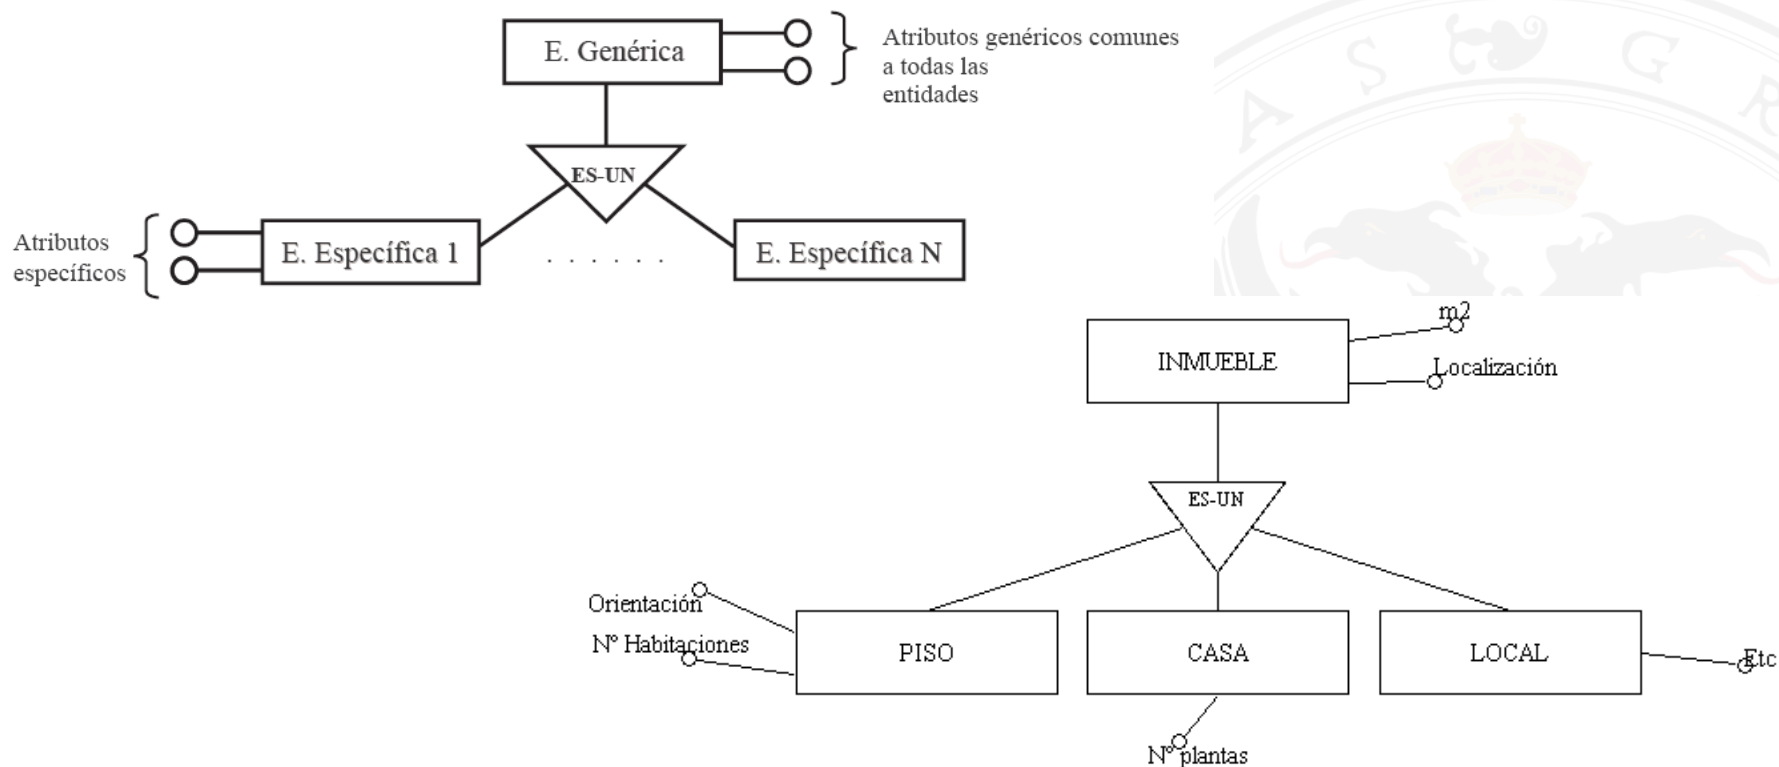 E. Genérica
Atributos genéricos comunes
a todas las
entidades
ES-UN
Atributos
específicos
E. Específica 1
. . . . . .
E. Específica N
A S G R
m2
INMUEBLE
Localización
ES-UN
Orientación
Nº Habitaciones
PISO
CASA
LOCAL
Etc
Nº plantas